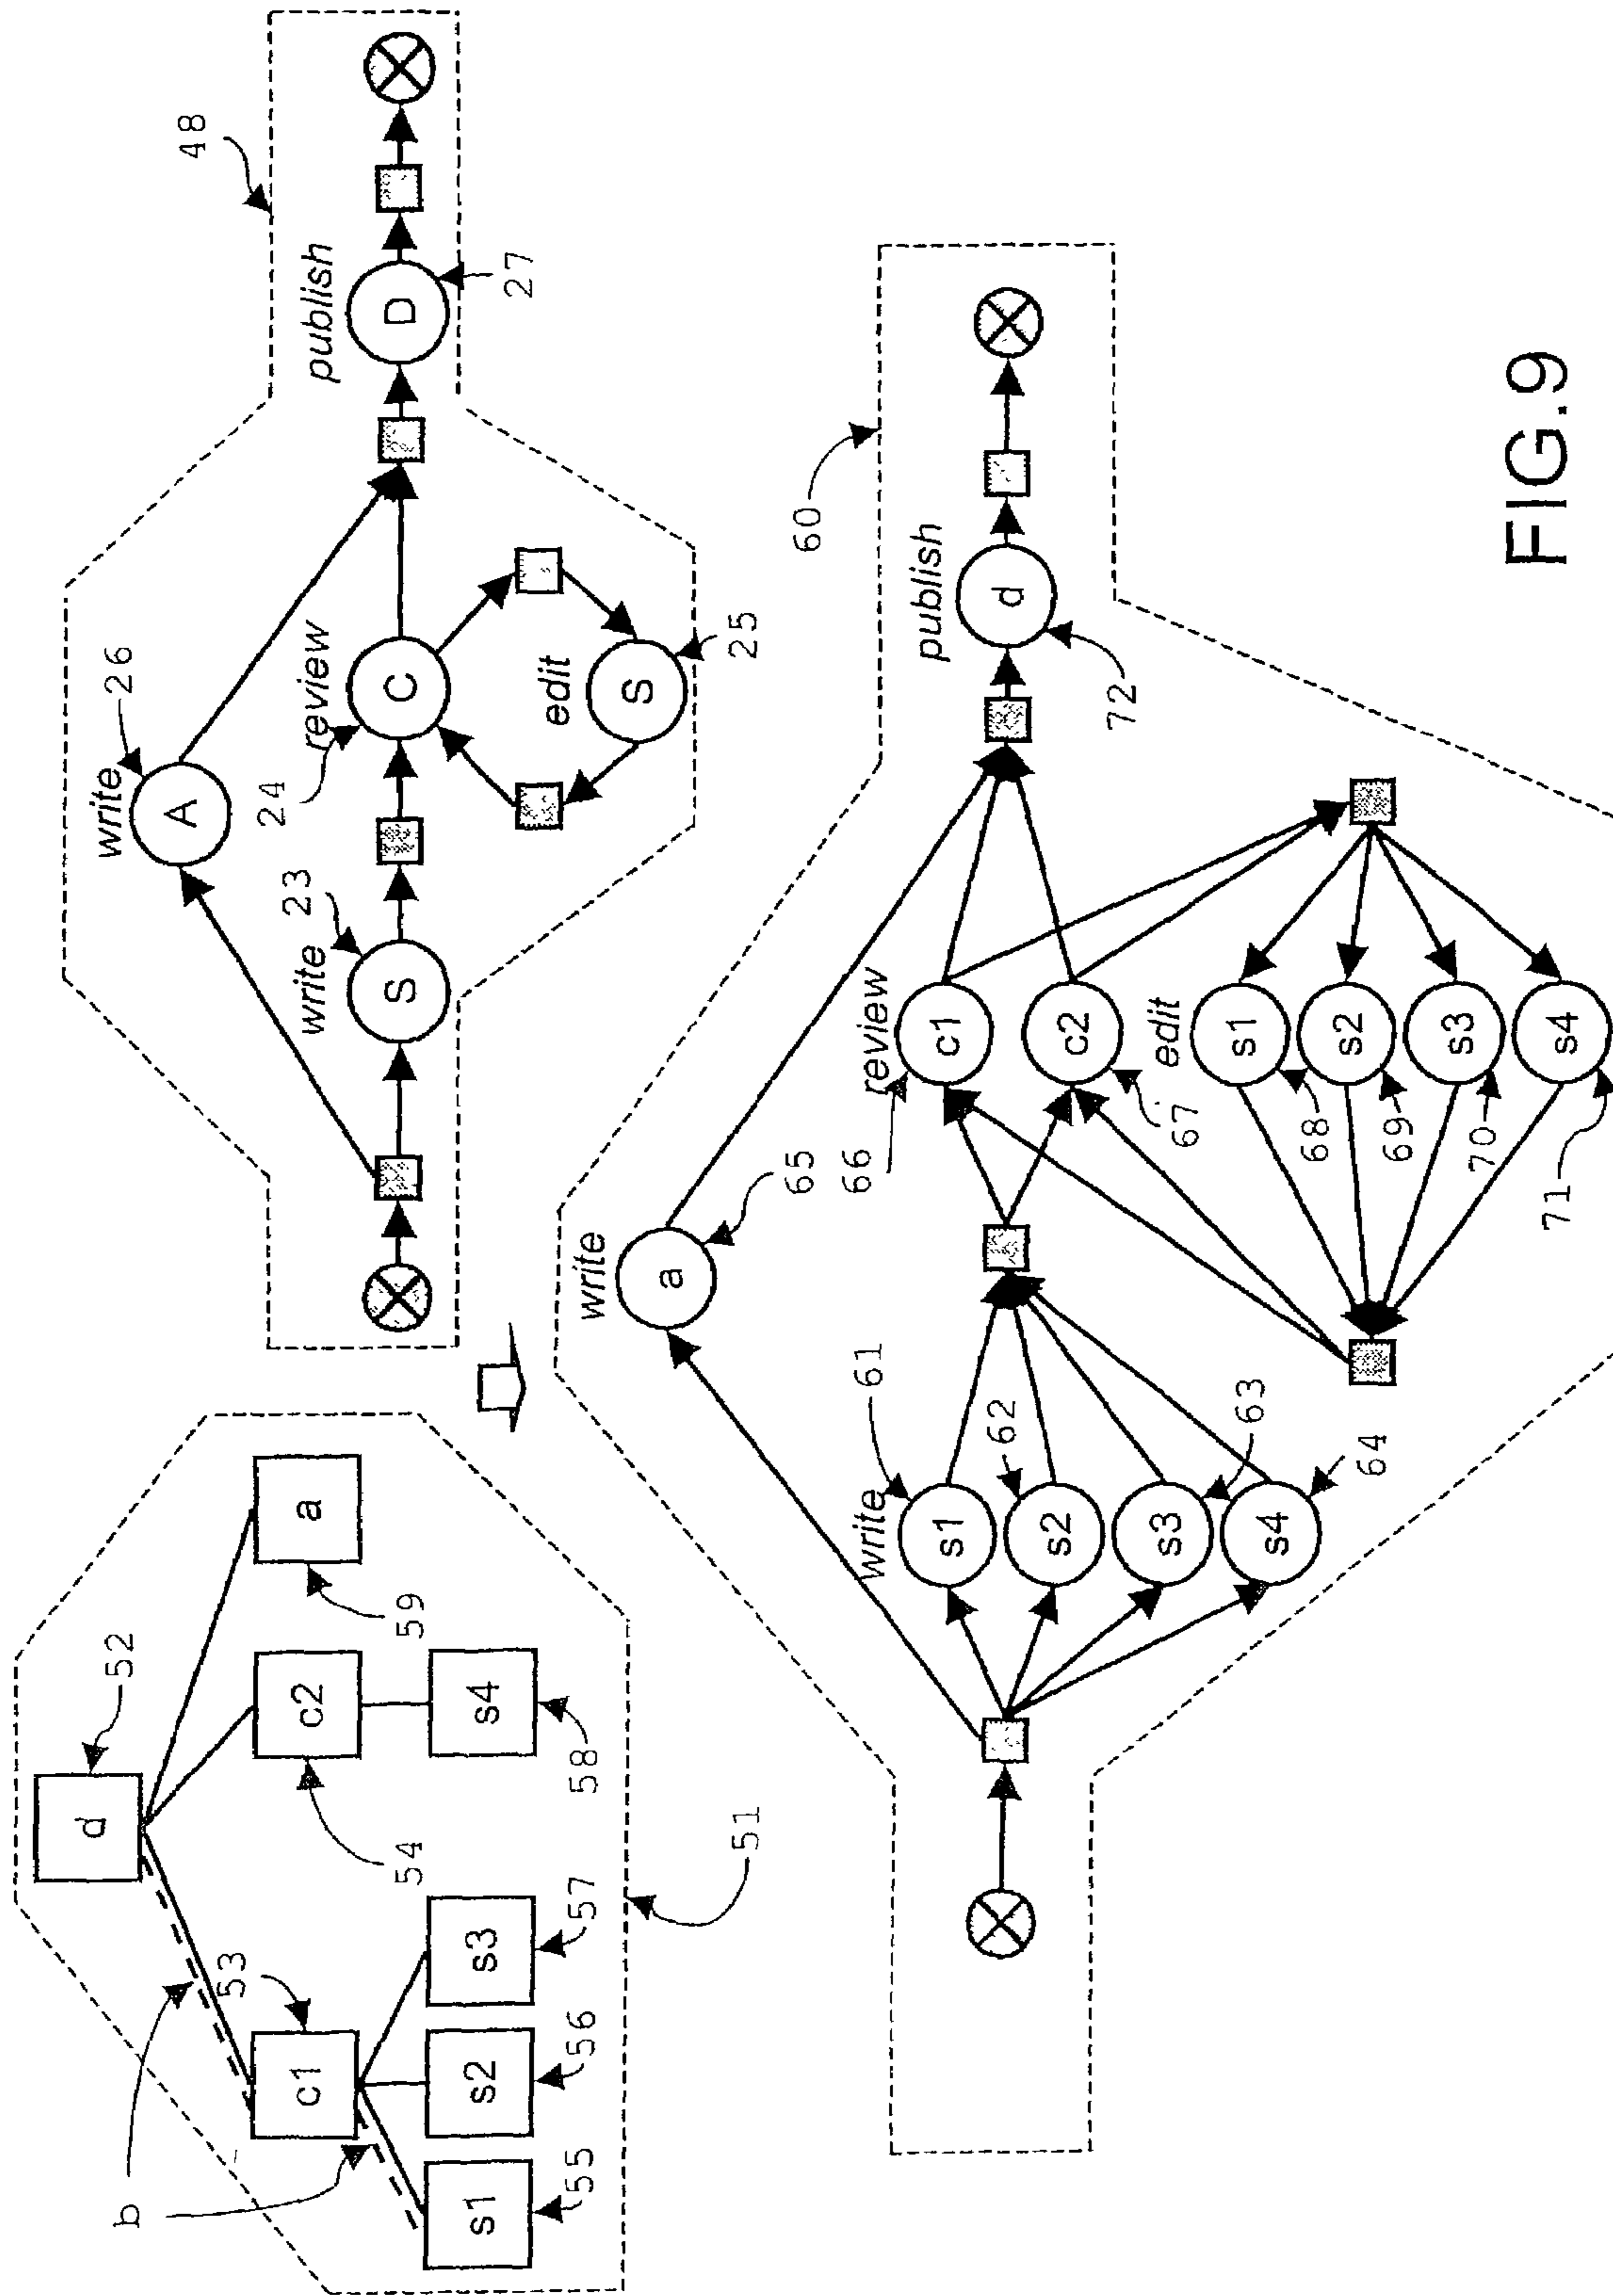 d
52
b
53
c1
c2
a
54
59
s1
s2
s3
s4
55
56
57
58
51
48
write
26
A
write
23
S
24
review
C
edit
S
25
publish
D
27
60
write
a
65
write
61
s1
62
s2
s3
63
s4
64
66
review
c1
c2
67
edit
s1
68
s2
69
s3
70
s4
71
publish
d
72
FIG.9